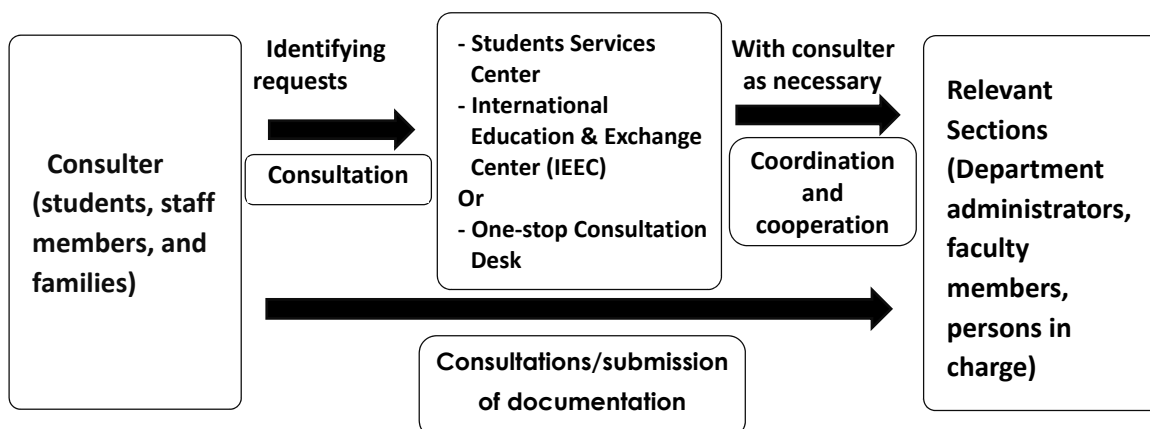 Consulter
(students, staff
members, and
families)
Identifying
requests
Consultation
- Students Services
Center
- International
Education & Exchange
Center (IEEC)
Or
- One-stop Consultation
Desk
With consulter
as necessary
Coordination
and
cooperation
Relevant
Sections
(Department
administrators,
faculty
members,
persons in
charge)
Consultations/submission
of documentation